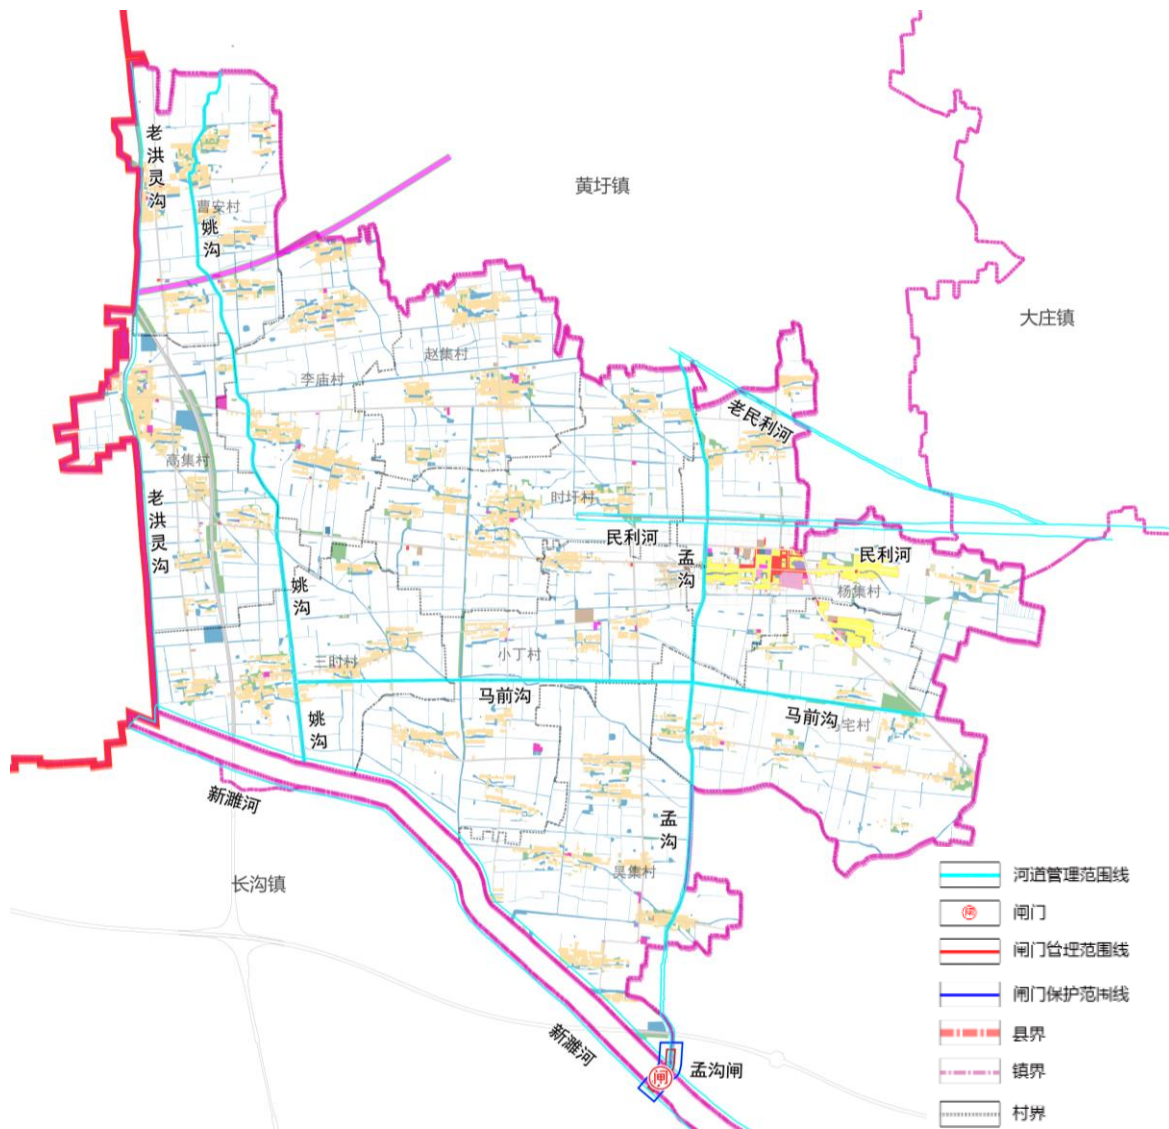 黄圩镇
老洪灵沟
曹安村
姚沟
大庄镇
赵集村
李庙村
老民利河
高集村
时圩村
老洪灵沟
民利河
孟沟
民利河
杨集村
姚沟
三时村
小丁村
马前沟
马前沟
宅村
姚沟
新濉河
孟沟
吴集村
长沟镇
新濉河
孟沟闸
闸
河道管理范围线
闸
闸门
闸门管理范围线
闸门保护范围线
县界
镇界
村界